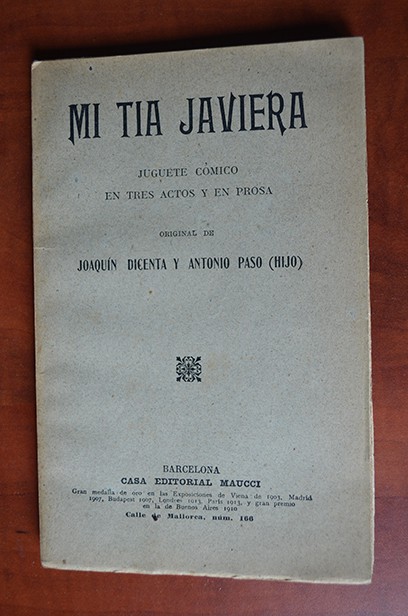 MI TIA JAVIERA
JUGUETE CÓMICO
EN TRES ACTOS Y EN PROSA
ORIGINAL DE
JOAQUÍN DICENTA Y ANTONIO PASO (HIJO)
BARCELONA
CASA EDITORIAL MAUCCI
Gran medalla de oro en las Exposiciones de Viena de 1903, Madrid
1907, Budapest 1907, Londres 1913, París 1913, y gran premio
en la de Buenos Aires 1910
Calle de Mallorca, núm. 166